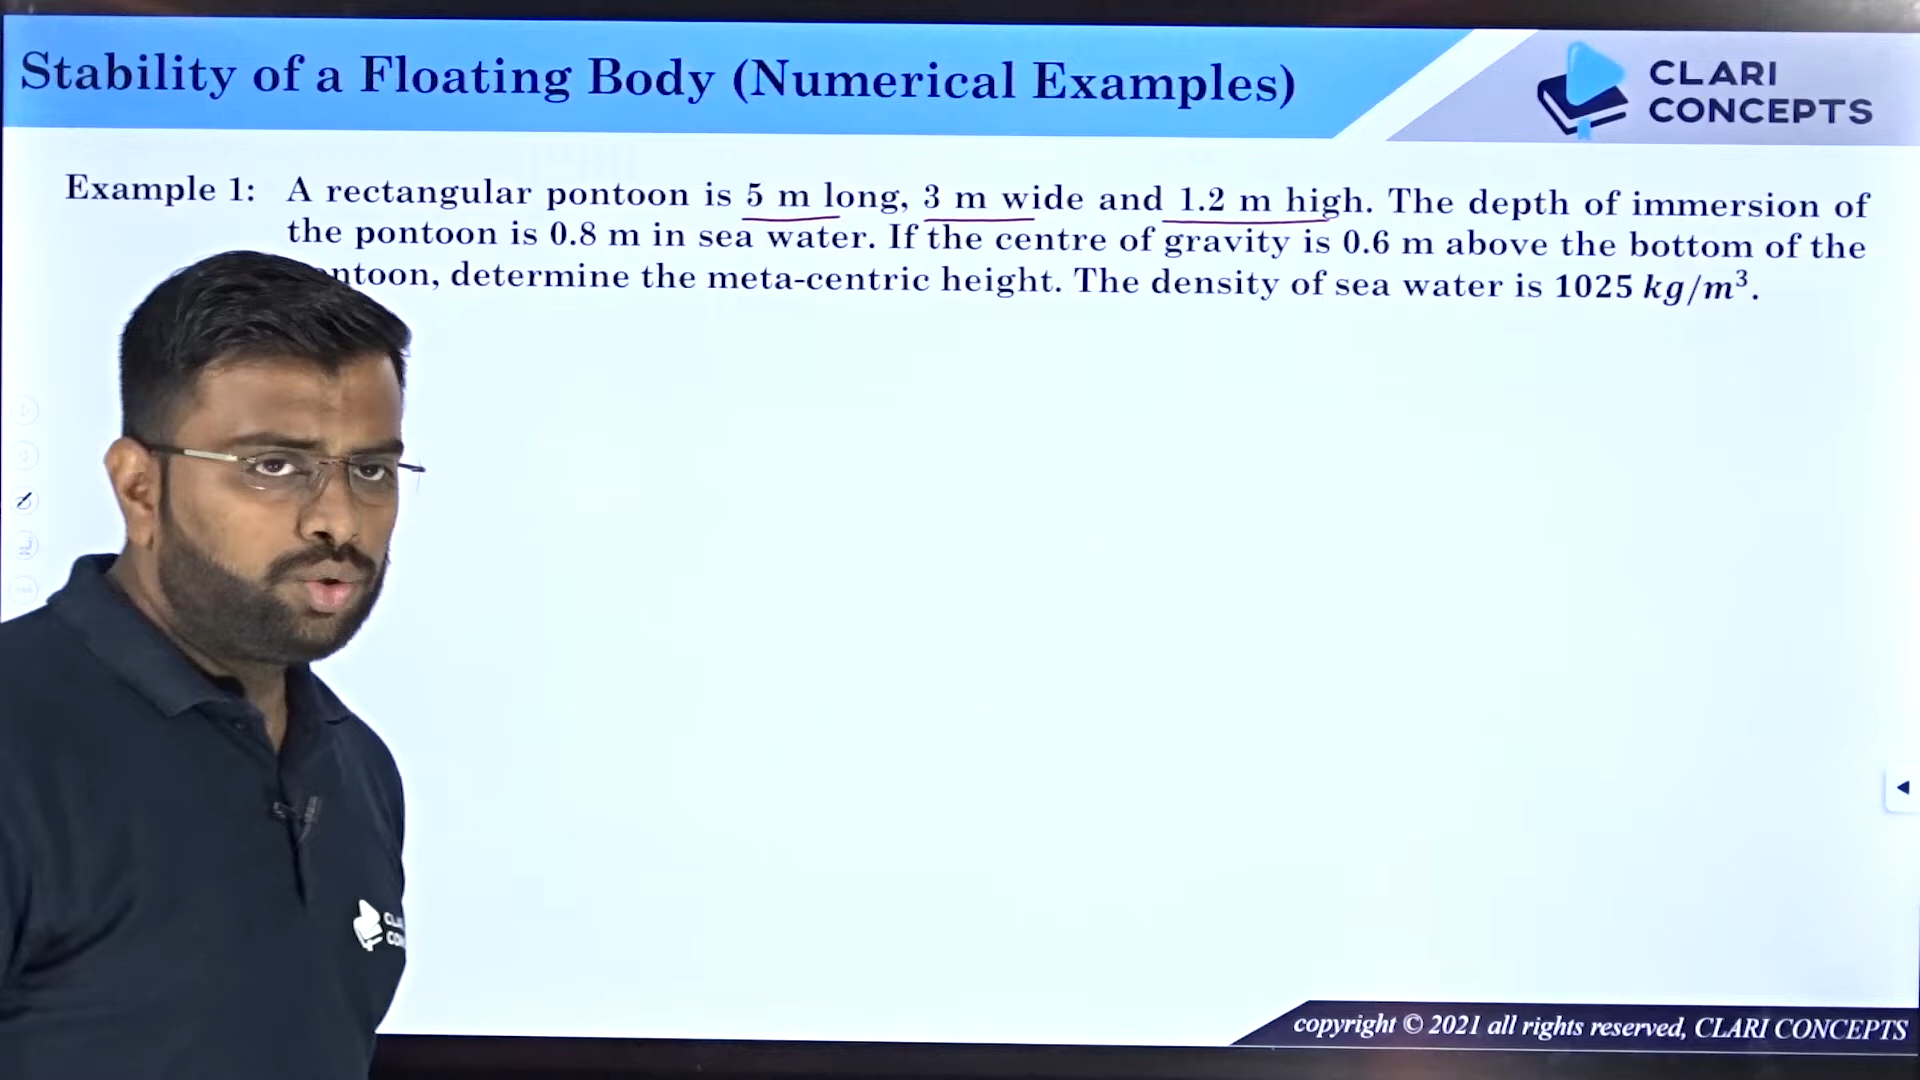 Stability of a Floating Body (Numerical Examples)
CLARI
CONCEPTS
Example 1: A rectangular pontoon is 5 m long, 3 m wide and 1.2 m high. The depth of immersion of
the pontoon is 0.8 m in sea water. If the centre of gravity is 0.6 m above the bottom of the
ntoon, determine the meta-centric height. The density of sea water is 1025 kg/m³.
CL
CON
copyright © 2021 all rights reserved, CLARI CONCEPTS